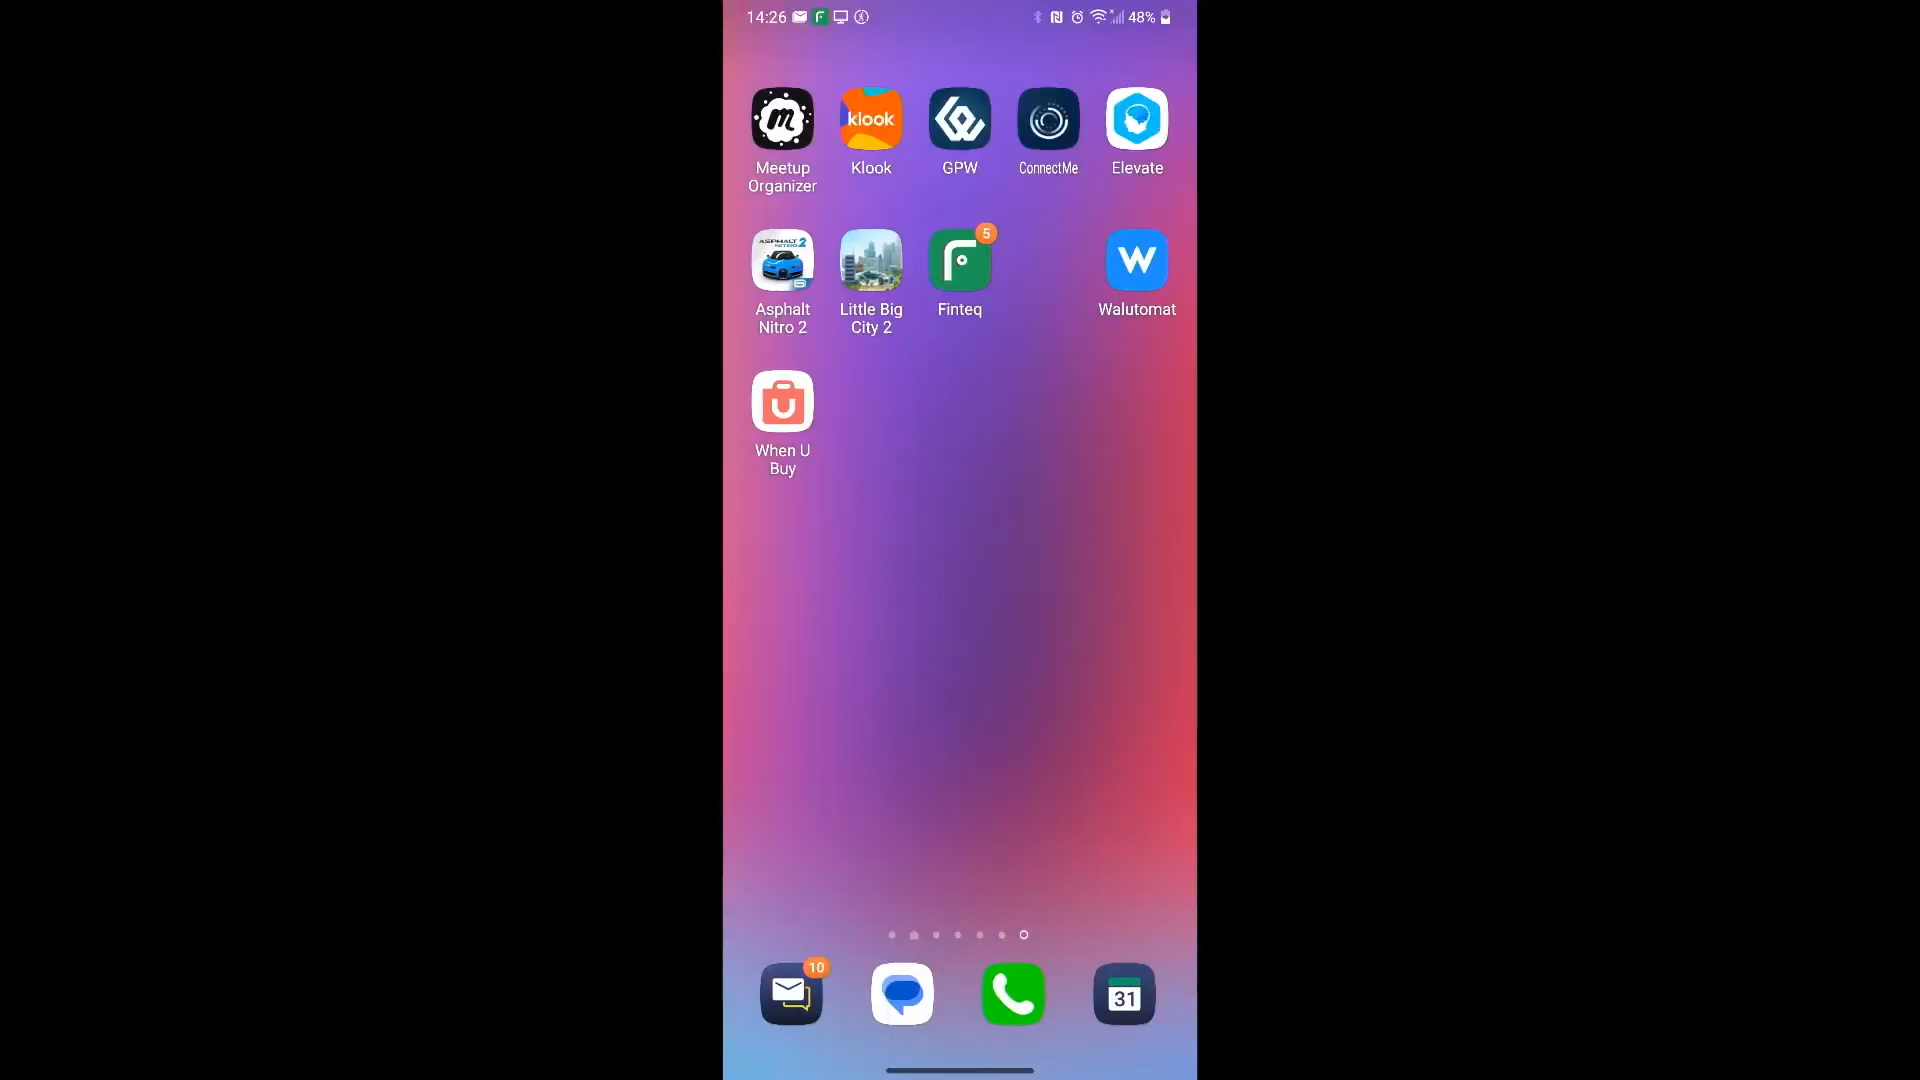 14:26
48%
klook
Meetup
Organizer
Klook
GPW
ConnectMe
Elevate
ASPHALT
NITRO 2
5
W
Asphalt
Nitro 2
Little Big
City 2
Finteq
Walutomat
U
When U
Buy
10
31